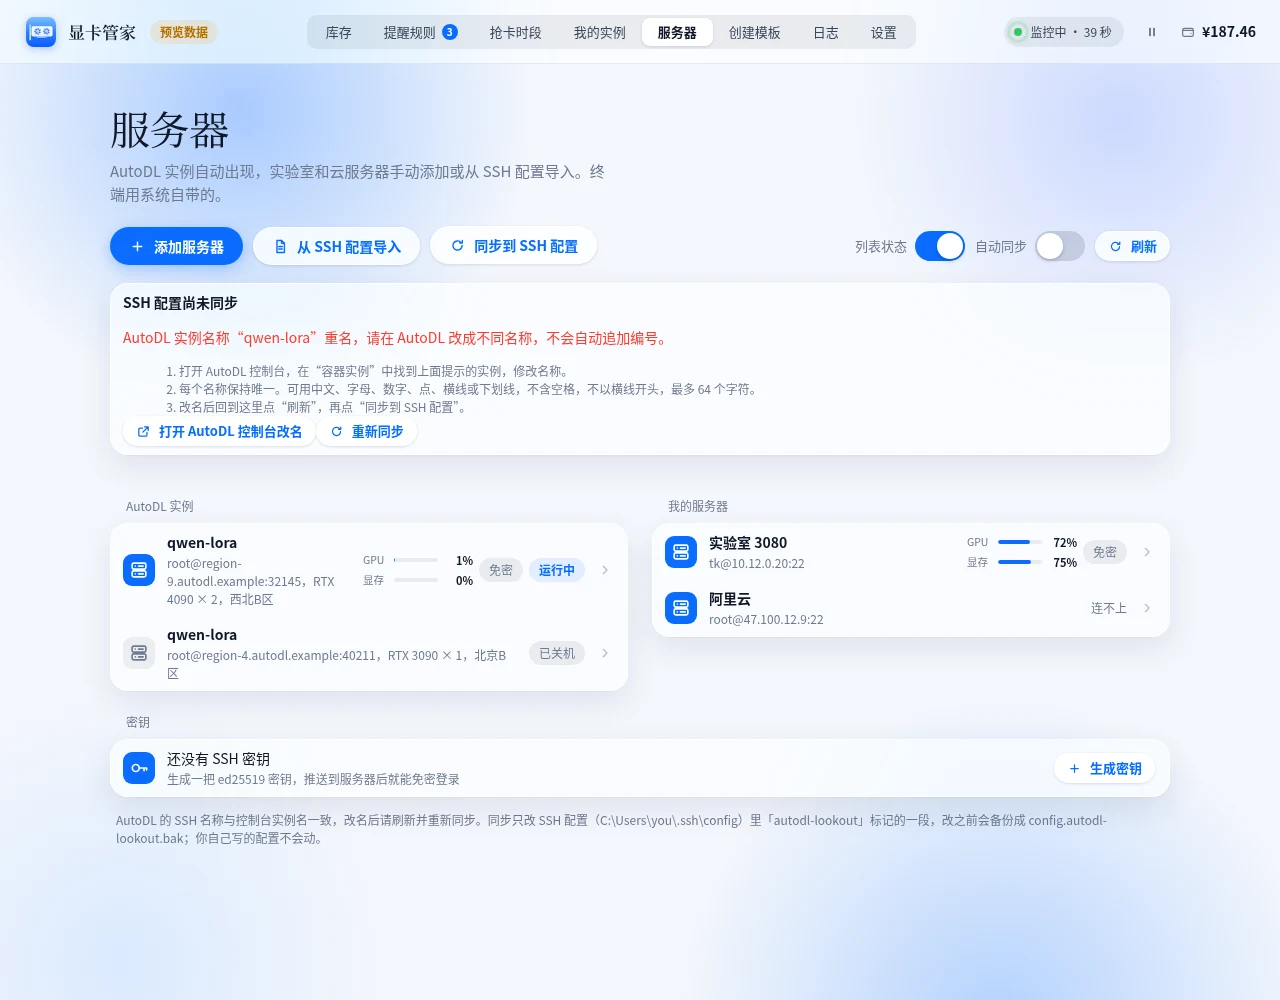 显卡管家
预览数据
库存
提醒规则 3
抢卡时段
我的实例
服务器
创建模板
日志
设置
监控中 · 39 秒
¥187.46
服务器
AutoDL 实例自动出现，实验室和云服务器手动添加或从 SSH 配置导入。终
端用系统自带的。
添加服务器
从 SSH 配置导入
同步到 SSH 配置
列表状态
自动同步
刷新
SSH 配置尚未同步
AutoDL 实例名称“qwen-lora”重名，请在 AutoDL 改成不同名称，不会自动追加编号。
1. 打开 AutoDL 控制台，在“容器实例”中找到上面提示的实例，修改名称。
2. 每个名称保持唯一。可用中文、字母、数字、点、横线或下划线，不含空格，不以横线开头，最多 64 个字符。
3. 改名后回到这里点“刷新”，再点“同步到 SSH 配置”。
打开 AutoDL 控制台改名
重新同步
AutoDL 实例
qwen-lora
root@region-
9.autodl.example:32145，RTX
4090 × 2，西北B区
GPU 1%
显存 0%
免密
运行中
qwen-lora
root@region-4.autodl.example:40211，RTX 3090 × 1，北京B
区
已关机
我的服务器
实验室 3080
tk@10.12.0.20:22
GPU 72%
显存 75%
免密
阿里云
root@47.100.12.9:22
连不上
密钥
还没有 SSH 密钥
生成一把 ed25519 密钥，推送到服务器后就能免密登录
生成密钥
AutoDL 的 SSH 名称与控制台实例名一致，改名后请刷新并重新同步。同步只改 SSH 配置（C:\Users\you\.ssh\config）里「autodl-lookout」标记的一段，改之前会备份成 config.autodl-
lookout.bak；你自己写的配置不会动。